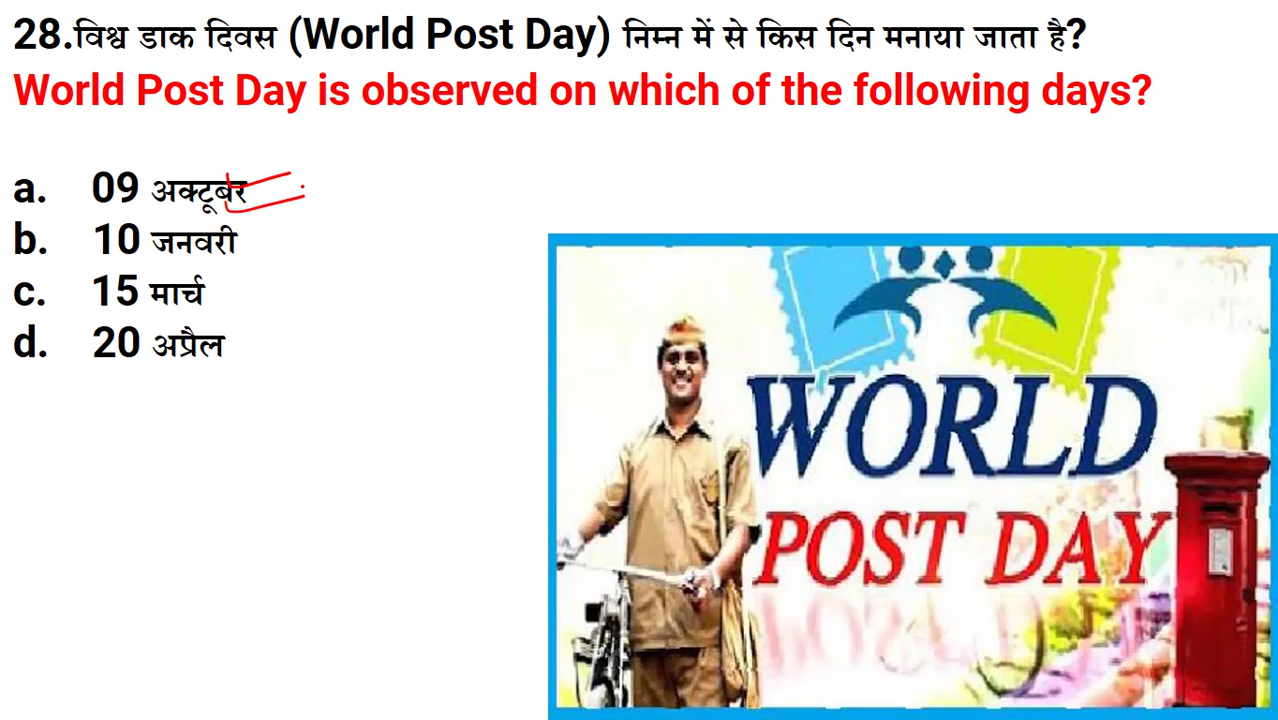 28.विश्व डाक दिवस (World Post Day) निम्न में से किस दिन मनाया जाता है?
World Post Day is observed on which of the following days?
a. 09 अक्टूबर
b. 10 जनवरी
c. 15 मार्च
d. 20 अप्रैल
WORLD
POST DAY